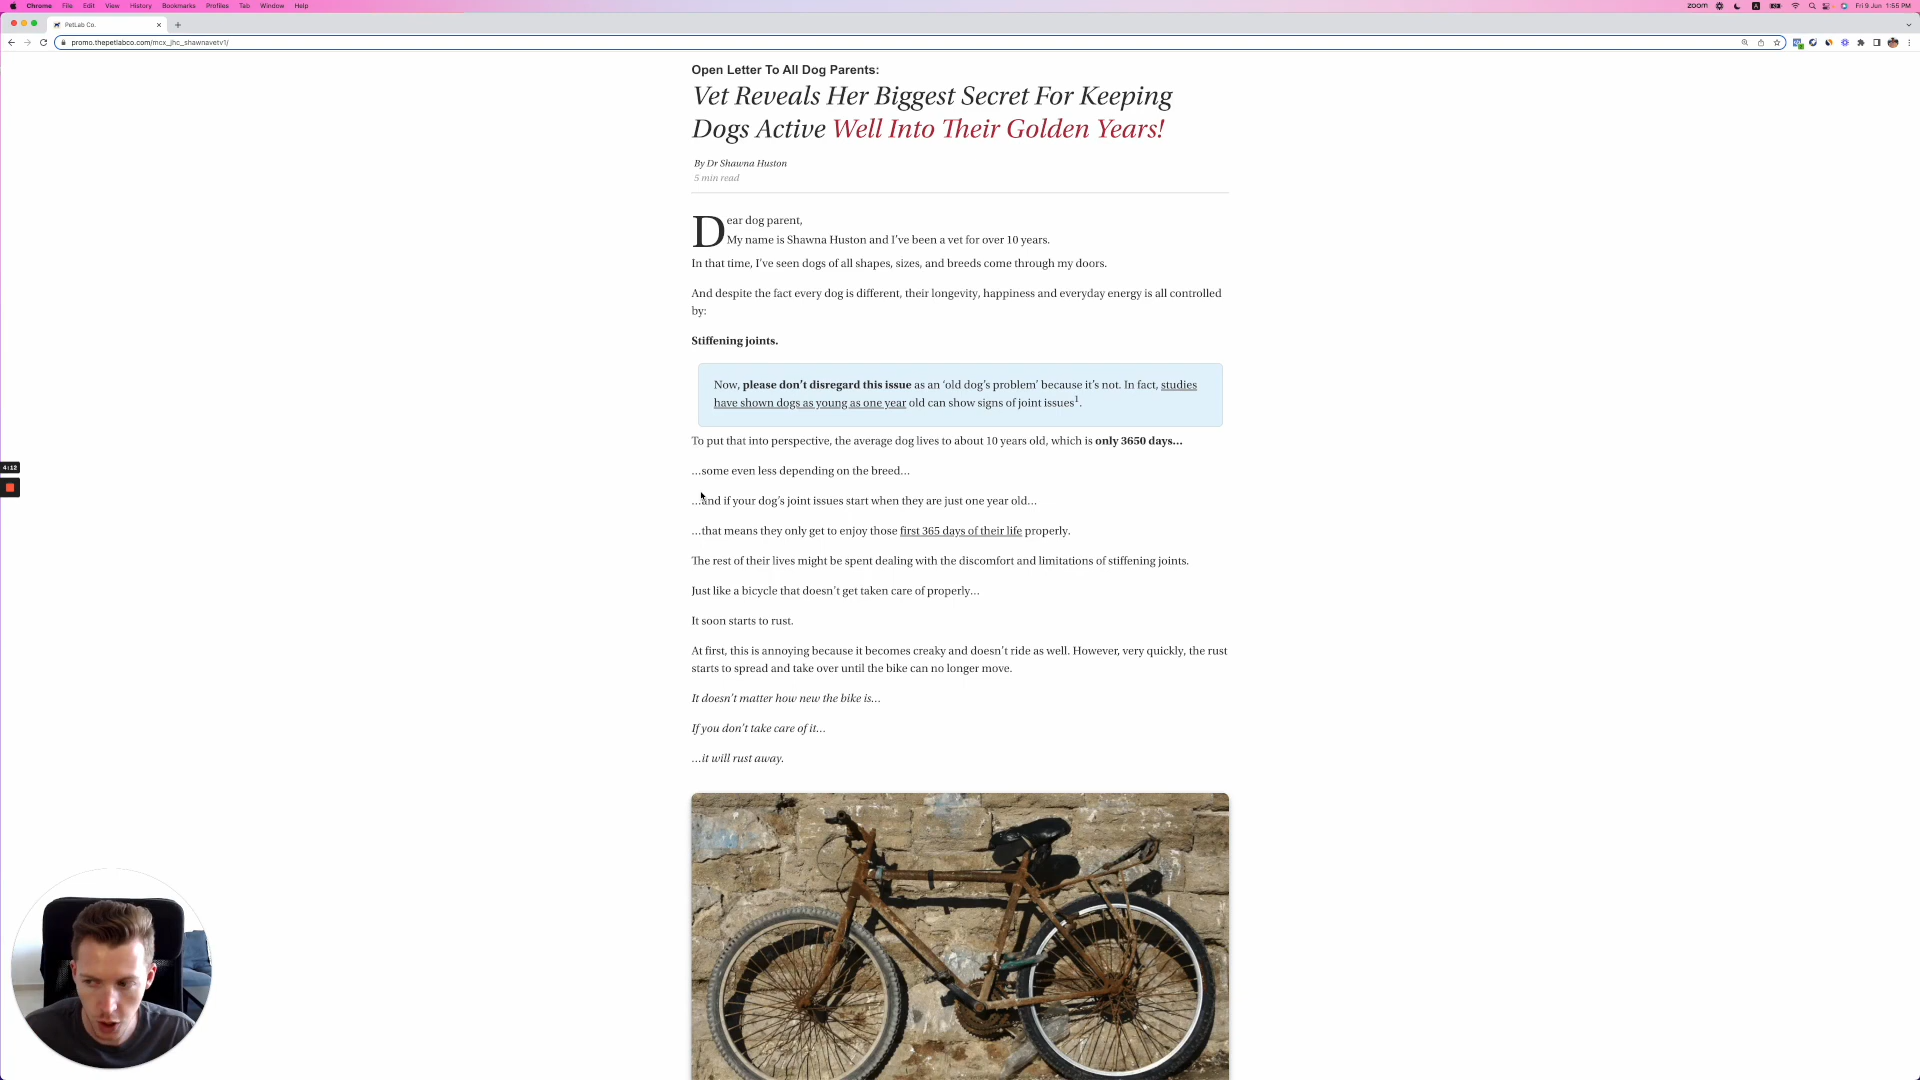 Chrome File Edit View History Bookmarks Profiles Tab Window Help
zoom
A
Fri 9 Jun 1:55 PM
PetLab Co.
promo.thepetlabco.com/mcx_jhc_shawnavetv1/
Open Letter To All Dog Parents:
Vet Reveals Her Biggest Secret For Keeping
Dogs Active Well Into Their Golden Years!
By Dr Shawna Huston
5 min read
Dear dog parent,
My name is Shawna Huston and I've been a vet for over 10 years.
In that time, I've seen dogs of all shapes, sizes, and breeds come through my doors.
And despite the fact every dog is different, their longevity, happiness and everyday energy is all controlled
by:
Stiffening joints.
Now, please don't disregard this issue as an ‘old dog's problem’ because it's not. In fact, studies
have shown dogs as young as one year old can show signs of joint issues¹.
To put that into perspective, the average dog lives to about 10 years old, which is only 3650 days…
…some even less depending on the breed…
4:12
…and if your dog's joint issues start when they are just one year old…
…that means they only get to enjoy those first 365 days of their life properly.
The rest of their lives might be spent dealing with the discomfort and limitations of stiffening joints.
Just like a bicycle that doesn't get taken care of properly…
It soon starts to rust.
At first, this is annoying because it becomes creaky and doesn't ride as well. However, very quickly, the rust
starts to spread and take over until the bike can no longer move.
It doesn't matter how new the bike is…
If you don't take care of it…
…it will rust away.